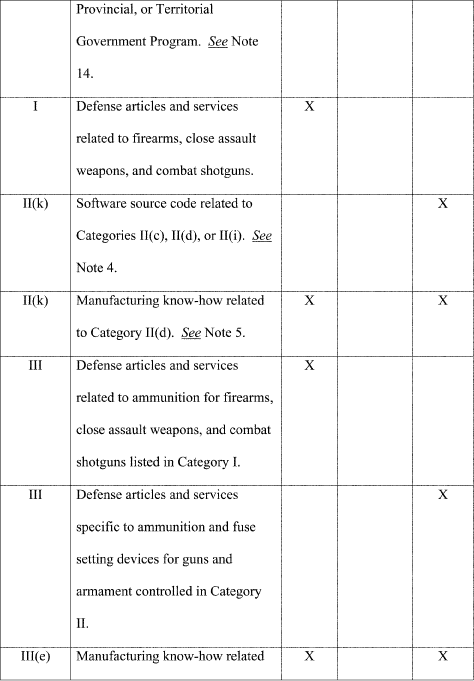 Provincial, or Territorial
Government Program. See Note
14.
I Defense articles and services X
related to firearms, close assault
weapons, and combat shotguns.
II(k) Software source code related to X
Categories II(c), II(d), or II(i). See
Note 4.
II(k) Manufacturing know-how related X X
to Category II(d). See Note 5.
III Defense articles and services X
related to ammunition for firearms,
close assault weapons, and combat
shotguns listed in Category I.
III Defense articles and services X
specific to ammunition and fuse
setting devices for guns and
armament controlled in Category
II.
III(e) Manufacturing know-how related X X